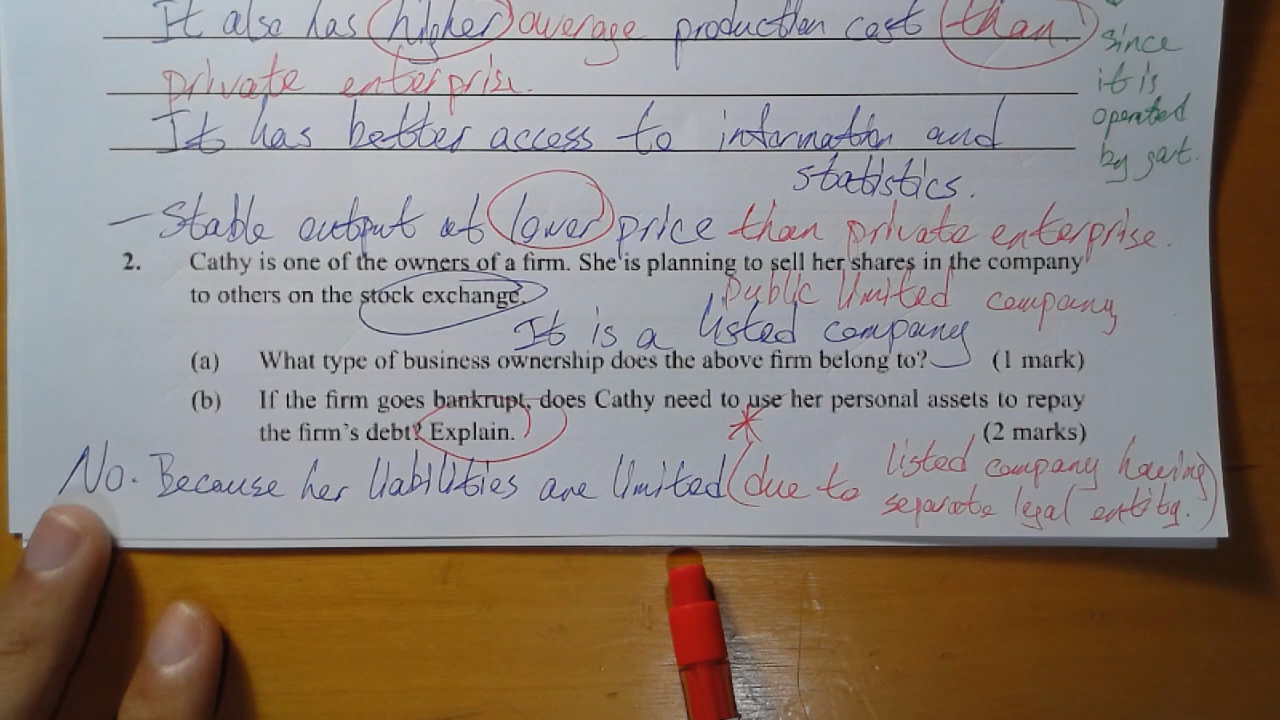 It also has higher average production cost than
private enterprise.
since
it is
operated
by govt.
It has better access to information and
statistics.
— Stable output at lower price than private enterprise.
2. Cathy is one of the owners of a firm. She is planning to sell her shares in the company
to others on the stock exchange.
public limited company
It is a listed company
(a) What type of business ownership does the above firm belong to? (1 mark)
(b) If the firm goes bankrupt, does Cathy need to use her personal assets to repay
the firm's debt? Explain. (2 marks)
No. Because her liabilities are limited (due to listed company having
separate legal entity.)